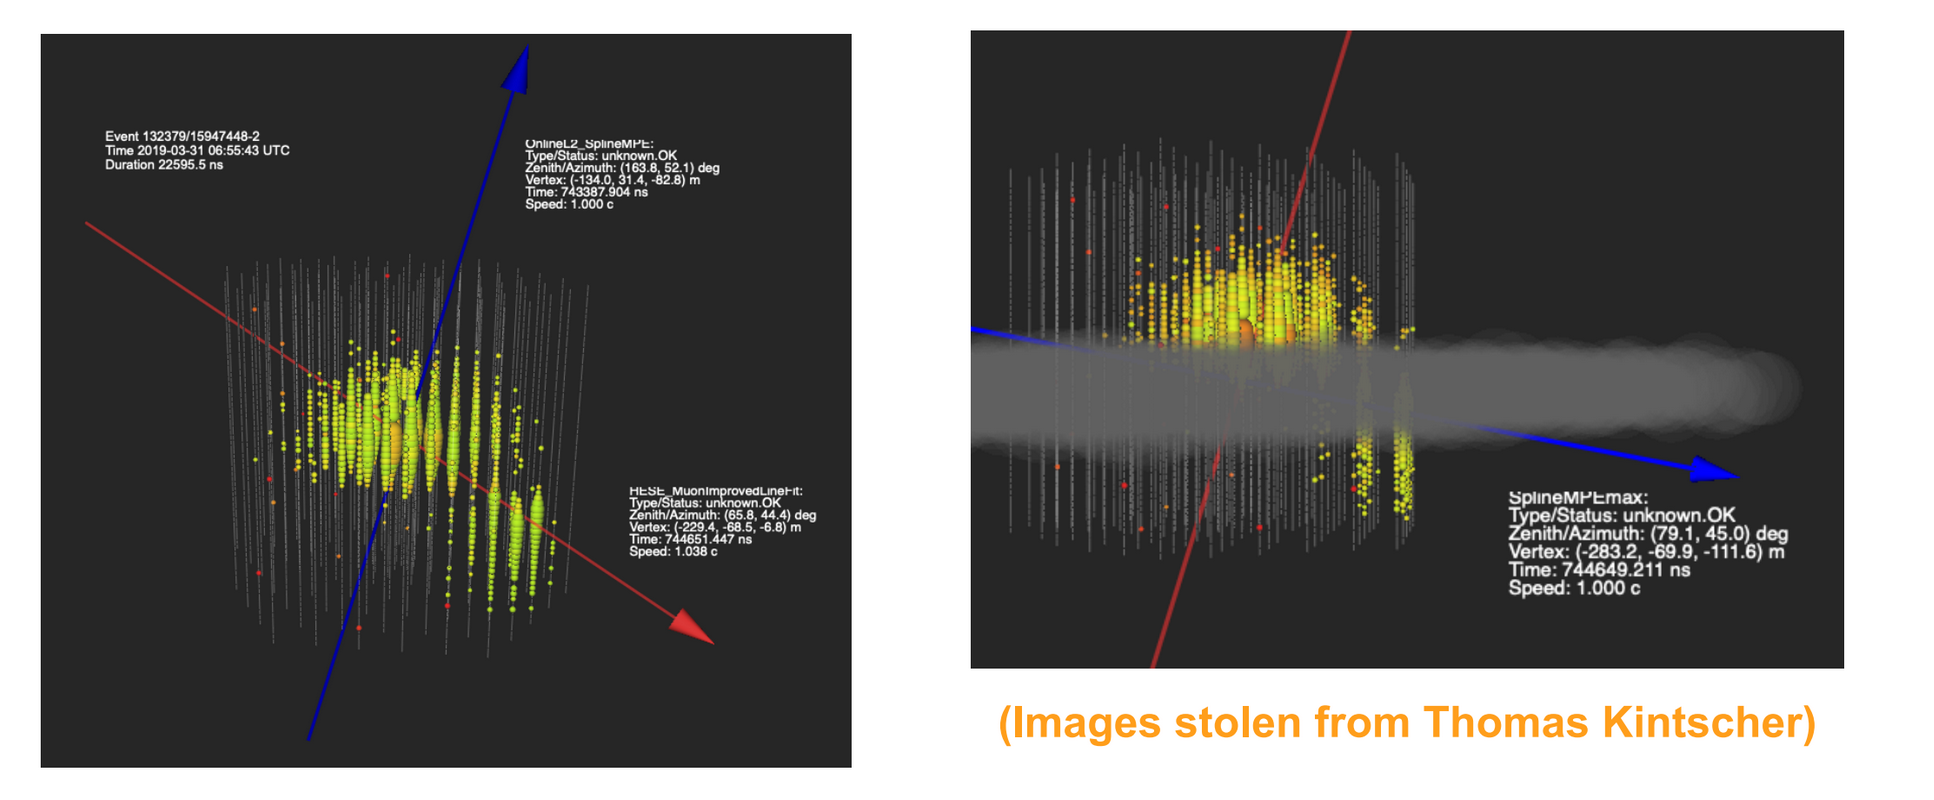 Event 132379/15947448-2
Time 2019-03-31 06:55:43 UTC
Duration 22595.5 ns
OnlineL2_SplineMPE:
Type/Status: unknown.OK
Zenith/Azimuth: (163.8, 52.1) deg
Vertex: (-134.0, 31.4, -82.8) m
Time: 743387.904 ns
Speed: 1.000 c
HESE_MuonImprovedLineFit:
Type/Status: unknown.OK
Zenith/Azimuth: (65.8, 44.4) deg
Vertex: (-229.4, -68.5, -6.8) m
Time: 744651.447 ns
Speed: 1.038 c
SplineMPEmax:
Type/Status: unknown.OK
Zenith/Azimuth: (79.1, 45.0) deg
Vertex: (-283.2, -69.9, -111.6) m
Time: 744649.211 ns
Speed: 1.000 c
(Images stolen from Thomas Kintscher)